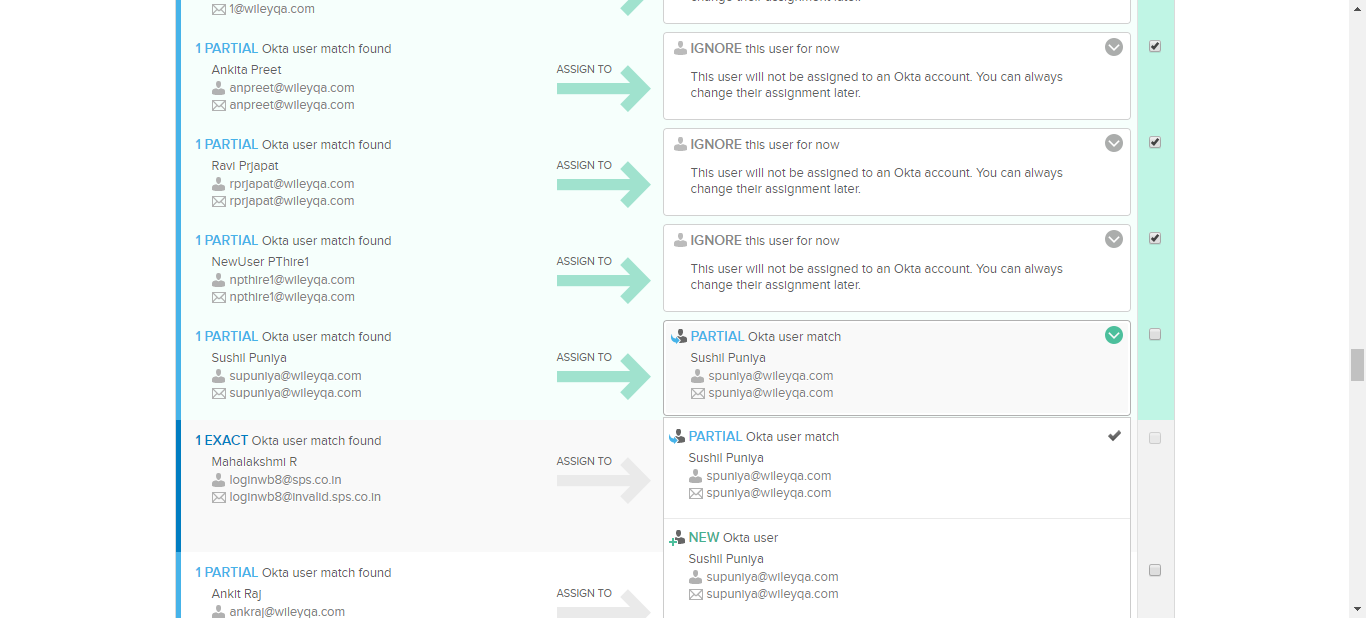 1@wileyqa.com
change their assignment later.
1 PARTIAL Okta user match found
Ankita Preet
anpreet@wileyqa.com
anpreet@wileyqa.com
ASSIGN TO
IGNORE this user for now
This user will not be assigned to an Okta account. You can always
change their assignment later.
1 PARTIAL Okta user match found
Ravi Prjapat
rprjapat@wileyqa.com
rprjapat@wileyqa.com
ASSIGN TO
IGNORE this user for now
This user will not be assigned to an Okta account. You can always
change their assignment later.
1 PARTIAL Okta user match found
NewUser PThire1
npthire1@wileyqa.com
npthire1@wileyqa.com
ASSIGN TO
IGNORE this user for now
This user will not be assigned to an Okta account. You can always
change their assignment later.
1 PARTIAL Okta user match found
Sushil Puniya
supuniya@wileyqa.com
supuniya@wileyqa.com
ASSIGN TO
PARTIAL Okta user match
Sushil Puniya
spuniya@wileyqa.com
spuniya@wileyqa.com
1 EXACT Okta user match found
Mahalakshmi R
loginwb8@sps.co.in
loginwb8@invalid.sps.co.in
ASSIGN TO
PARTIAL Okta user match
Sushil Puniya
spuniya@wileyqa.com
spuniya@wileyqa.com
NEW Okta user
Sushil Puniya
supuniya@wileyqa.com
supuniya@wileyqa.com
1 PARTIAL Okta user match found
Ankit Raj
ankraj@wileyqa.com
ASSIGN TO